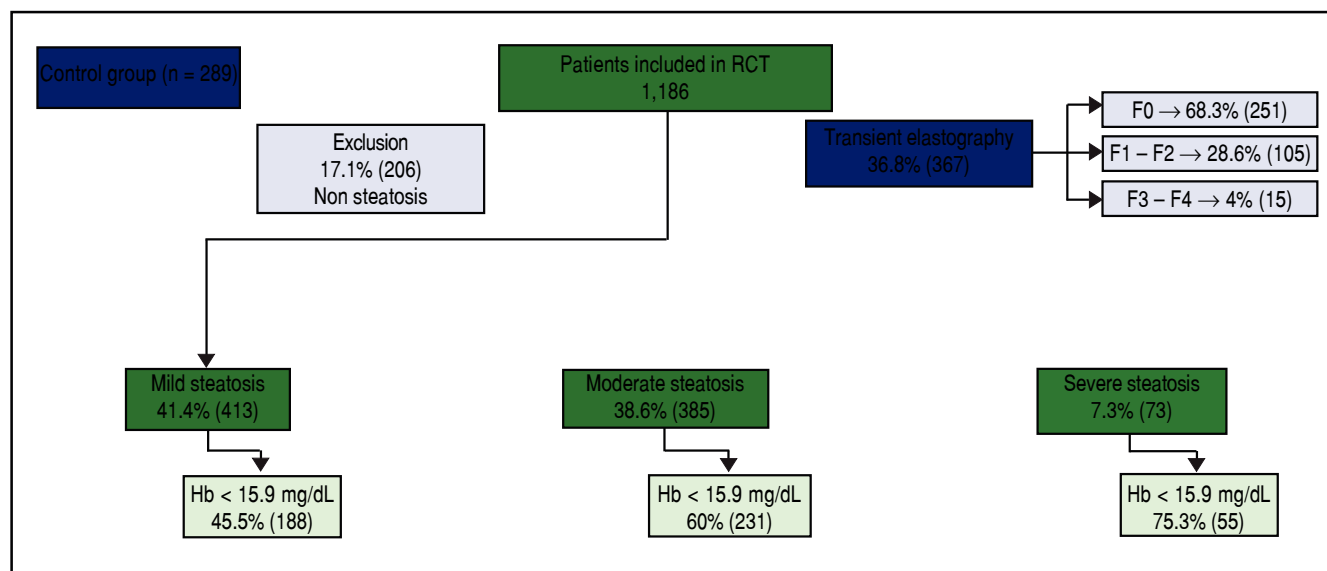 Control group (n = 289)
Patients included in RCT
1,186
Exclusion
17.1% (206)
Non steatosis
Transient elastography
36.8% (367)
F0 → 68.3% (251)
F1 – F2 → 28.6% (105)
F3 – F4 → 4% (15)
Mild steatosis
41.4% (413)
Moderate steatosis
38.6% (385)
Severe steatosis
7.3% (73)
Hb < 15.9 mg/dL
45.5% (188)
Hb < 15.9 mg/dL
60% (231)
Hb < 15.9 mg/dL
75.3% (55)